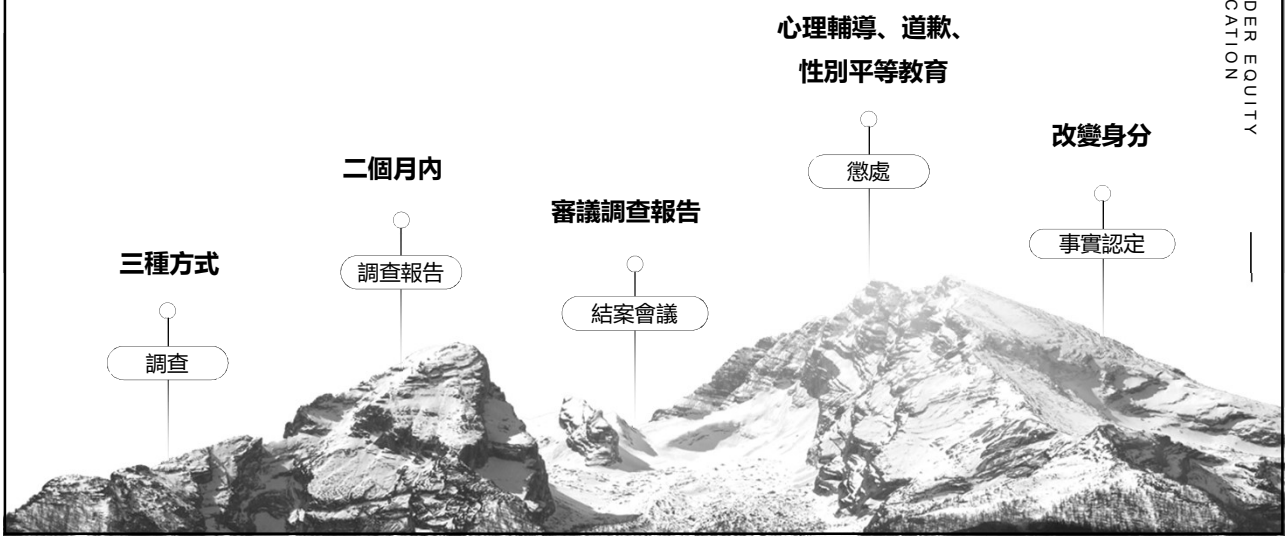 三種方式
調查
二個月內
調查報告
審議調查報告
結案會議
心理輔導、道歉、
性別平等教育
懲處
改變身分
事實認定
DER EQUITY
CATION